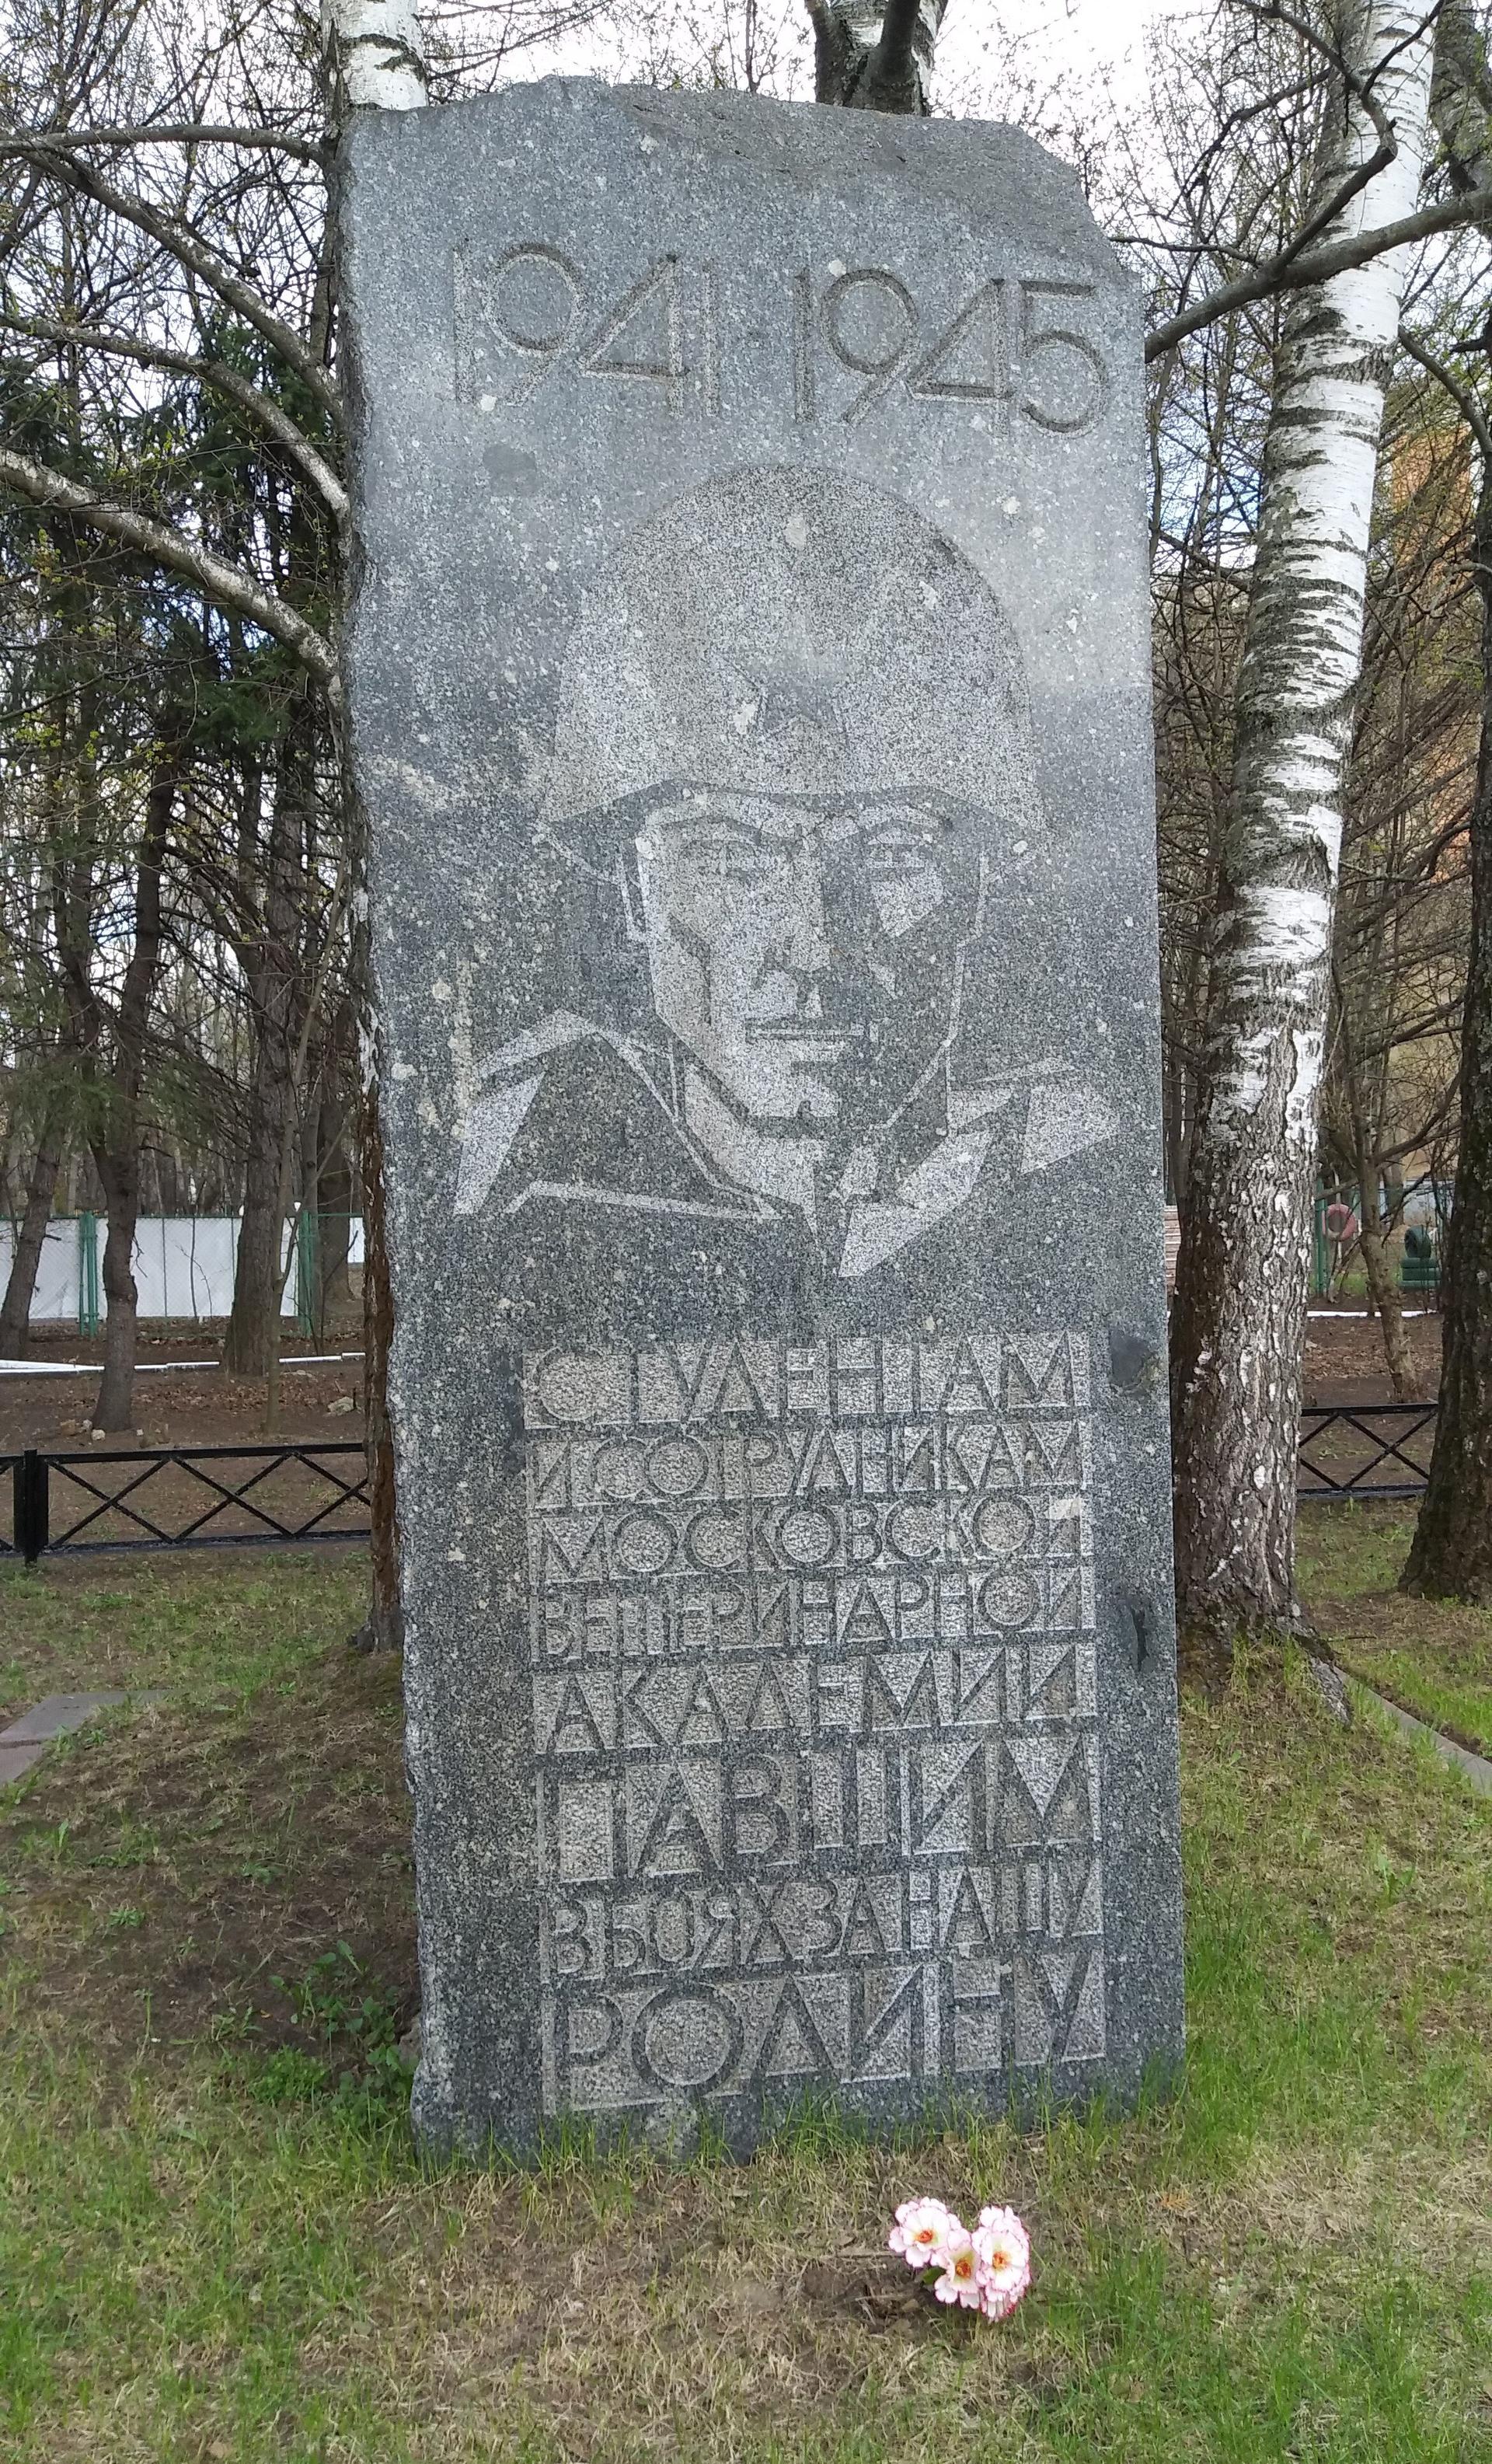 1941-1945
СТУДЕНТАМ
И СОТРУДНИКАМ
МОСКОВСКОЙ
ВЕТЕРИНАРНОЙ
АКАДЕМИИ
ПАВШИМ
В БОЯХ ЗА НАШУ
РОДИНУ